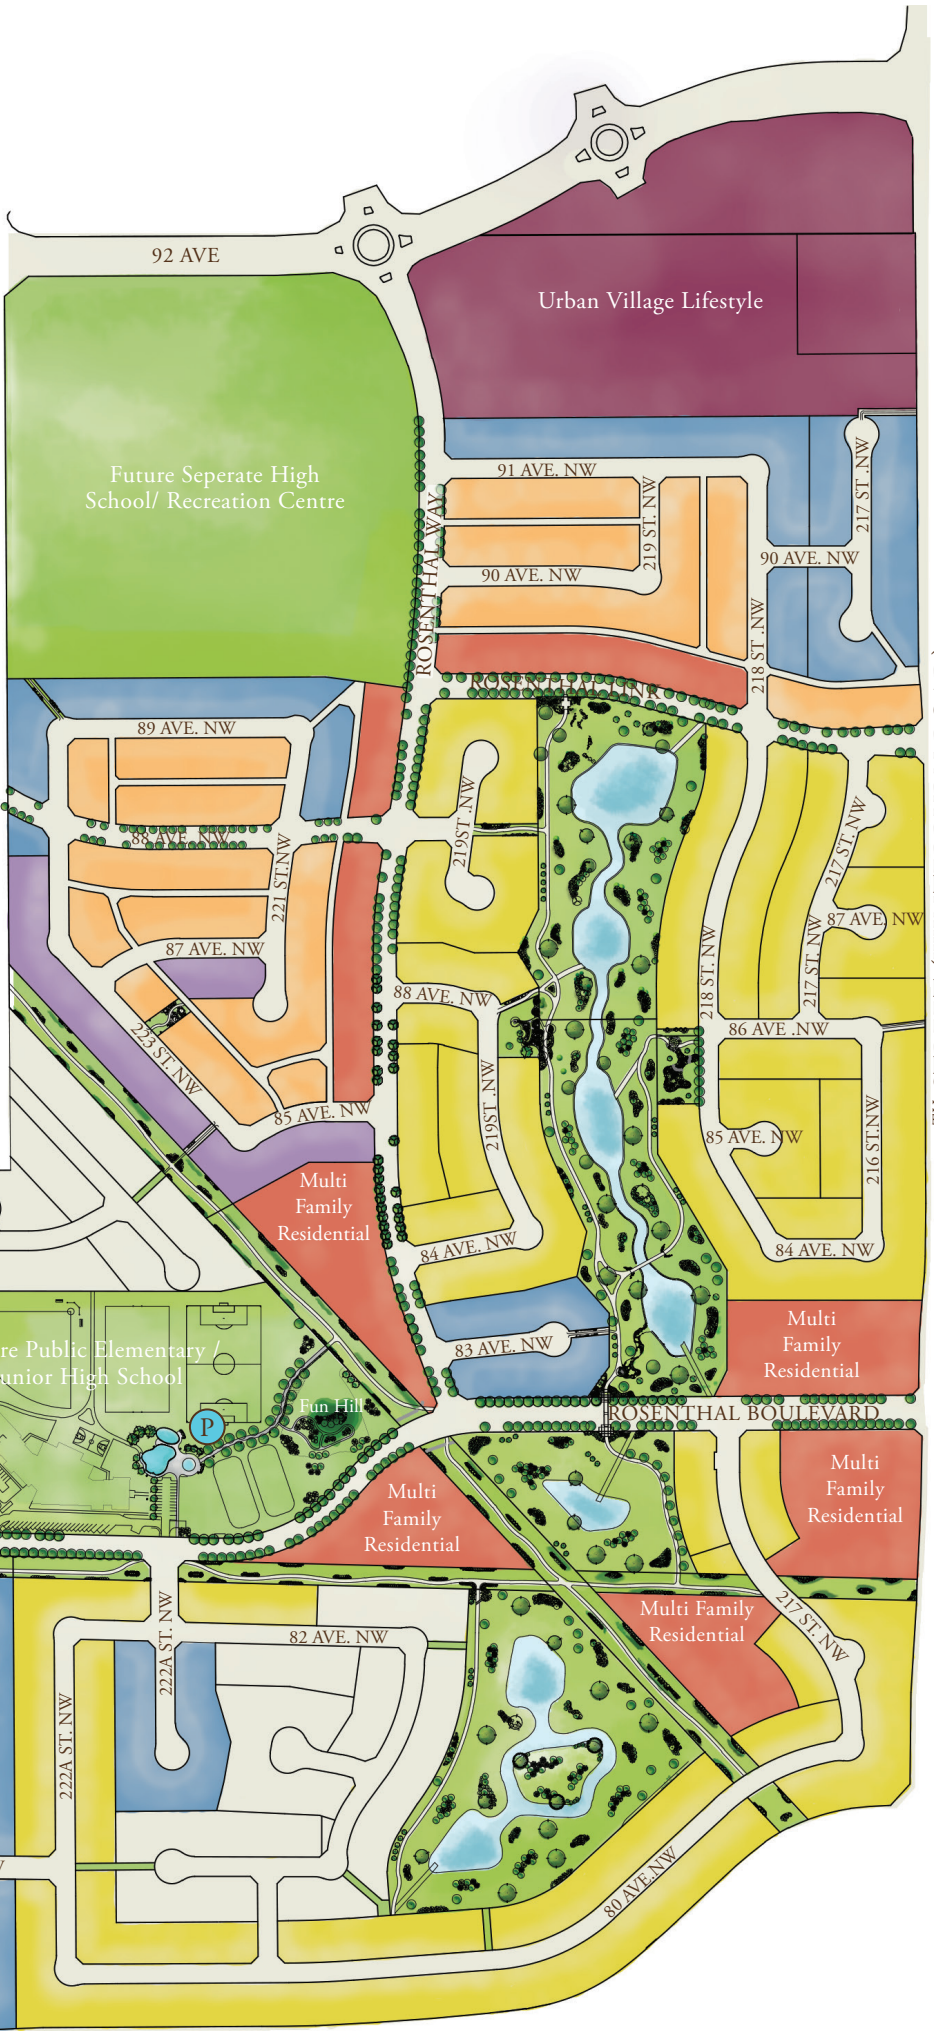 92 AVE
Urban Village Lifestyle
Future Seperate High
School/ Recreation Centre
91 AVE. NW
217 ST .NW
219 ST. NW
ROSENTHAL WAY
90 AVE. NW
90 AVE. NW
218 ST .NW
ROSENTHAL LINK
89 AVE. NW
219ST .NW
217 ST. NW
88 AVE. NW
221 ST.NW
87 AVE. NW
217 ST. NW
218 ST. NW
87 AVE. NW
88 AVE. NW
86 AVE .NW
223 ST. NW
219ST .NW
85 AVE. NW
85 AVE. NW
216 ST.NW
Multi
Family
Residential
84 AVE. NW
84 AVE. NW
83 AVE. NW
Multi
Family
Residential
re Public Elementary /
unior High School
Fun Hill
P
ROSENTHAL BOULEVARD
Multi
Family
Residential
Multi
Family
Residential
Multi Family
Residential
217 ST. NW
222A ST. NW
82 AVE. NW
222A ST. NW
80 AVE.NW